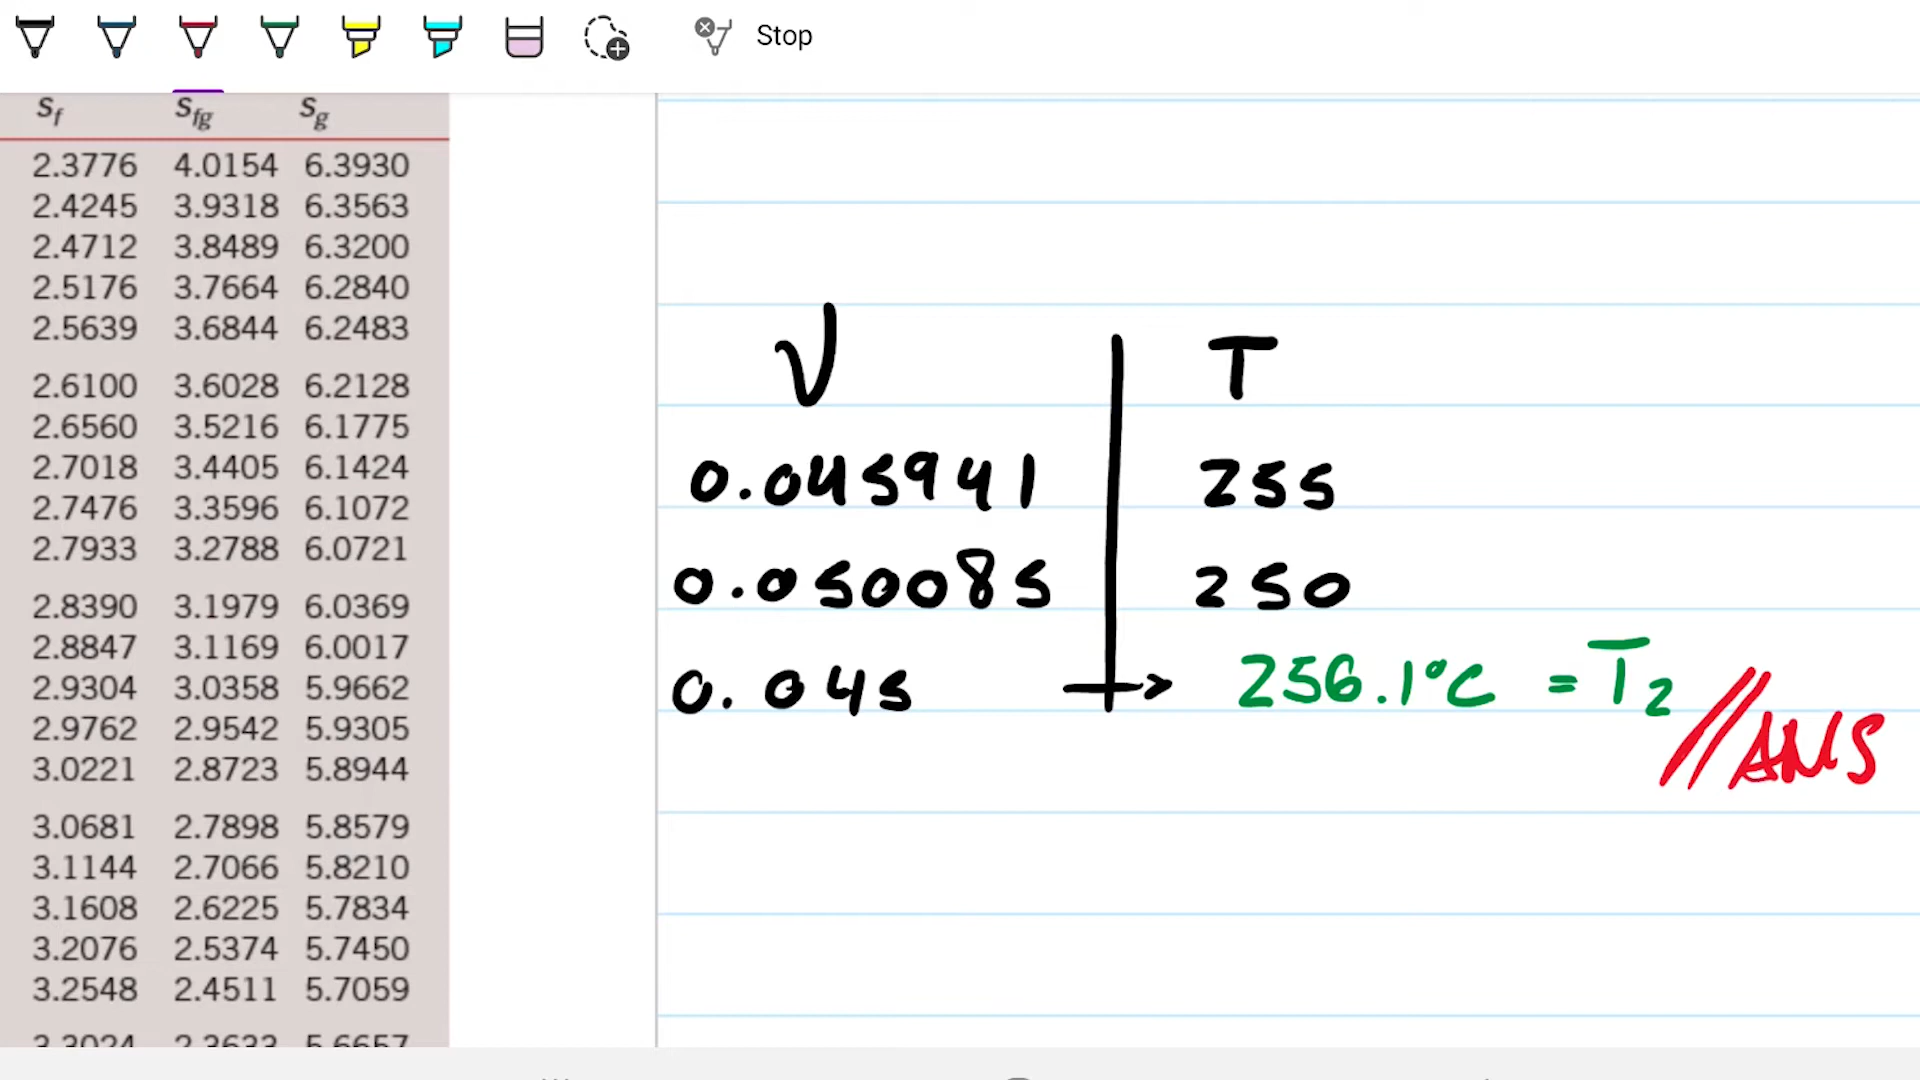 Stop
Sf Sfg Sg
2.3776 4.0154 6.3930
2.4245 3.9318 6.3563
2.4712 3.8489 6.3200
2.5176 3.7664 6.2840
2.5639 3.6844 6.2483
2.6100 3.6028 6.2128
2.6560 3.5216 6.1775
2.7018 3.4405 6.1424
2.7476 3.3596 6.1072
2.7933 3.2788 6.0721
2.8390 3.1979 6.0369
2.8847 3.1169 6.0017
2.9304 3.0358 5.9662
2.9762 2.9542 5.9305
3.0221 2.8723 5.8944
3.0681 2.7898 5.8579
3.1144 2.7066 5.8210
3.1608 2.6225 5.7834
3.2076 2.5374 5.7450
3.2548 2.4511 5.7059
3.3024 2.3633 5.6657
V T
0.045941 255
0.050085 250
0.045 → 256.1°C = T2 //ANS